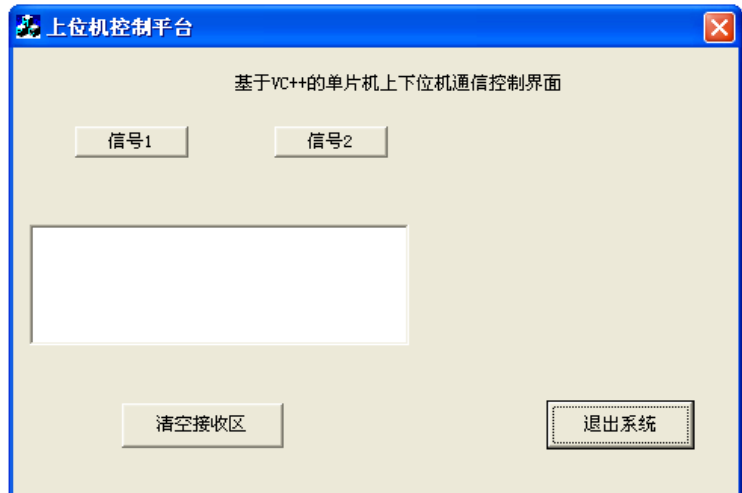 上位机控制平台
基于VC++的单片机上下位机通信控制界面
信号1
信号2
清空接收区
退出系统